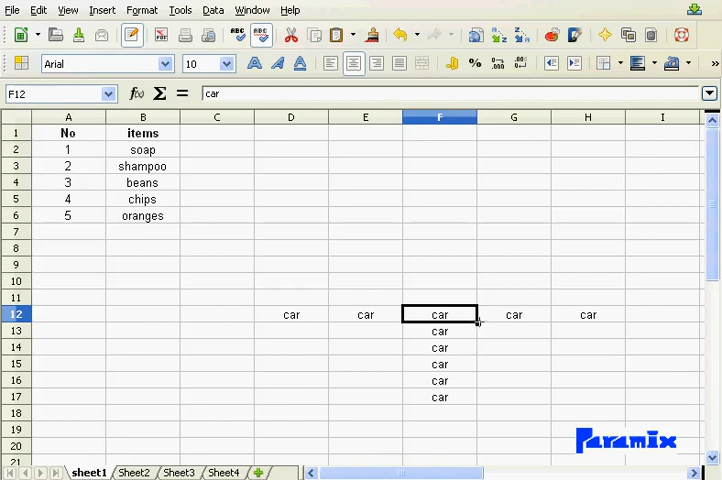 File Edit View Insert Format Tools Data Window Help
Arial 10
F12 f(x) Σ = car
A B C D E F G H I
1 No items
2 1 soap
3 2 shampoo
4 3 beans
5 4 chips
6 5 oranges
7
8
9
10
11
12 car car car car car
13 car
14 car
15 car
16 car
17 car
18
19
20
21
Paramix
sheet1 Sheet2 Sheet3 Sheet4